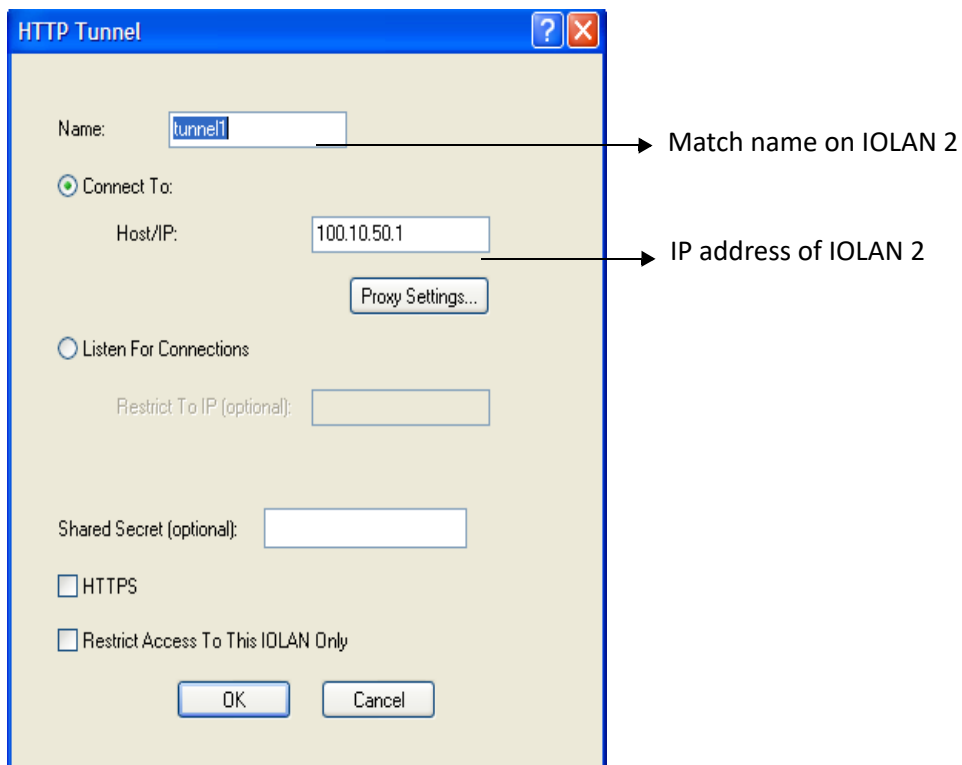 HTTP Tunnel
Name: tunnel1
Match name on IOLAN 2
Connect To:
Host/IP: 100.10.50.1
IP address of IOLAN 2
Proxy Settings...
Listen For Connections
Restrict To IP (optional):
Shared Secret (optional):
HTTPS
Restrict Access To This IOLAN Only
OK Cancel